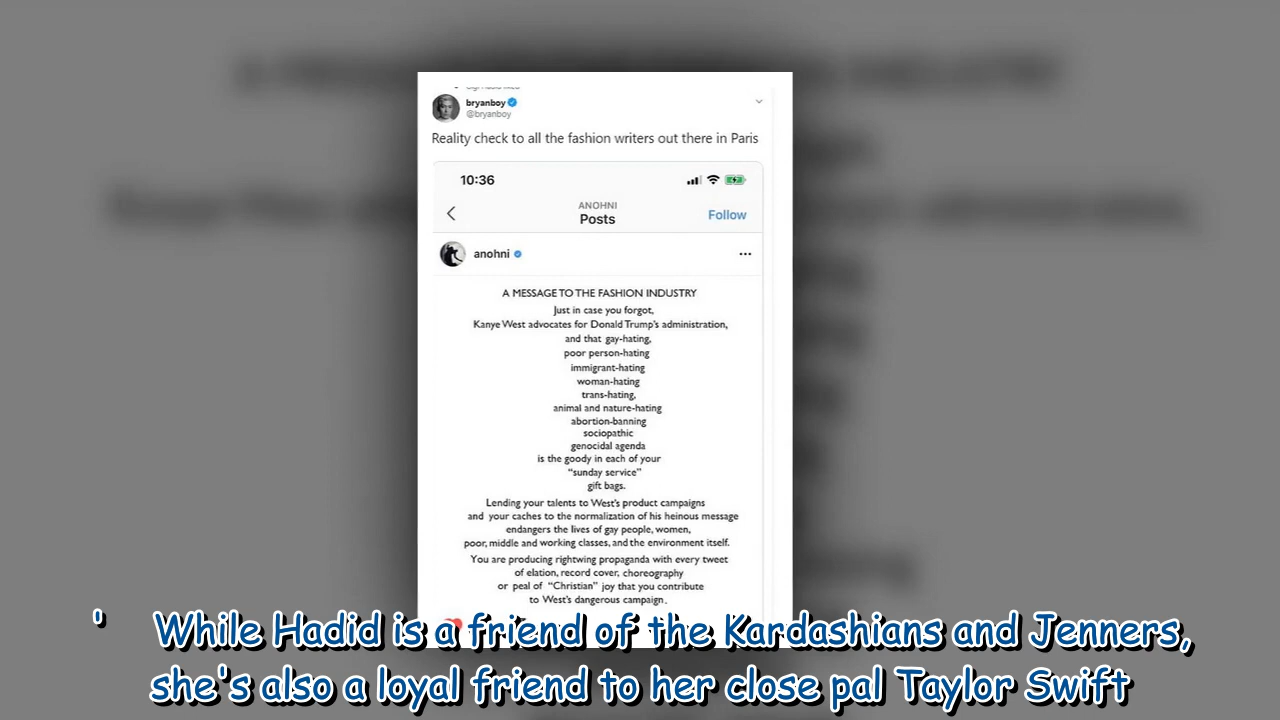 bryanboy
@bryanboy
Reality check to all the fashion writers out there in Paris
10:36
ANOHNI
Posts
Follow
anohni
A MESSAGE TO THE FASHION INDUSTRY
Just in case you forgot,
Kanye West advocates for Donald Trump's administration,
and that gay-hating,
poor person-hating
immigrant-hating
woman-hating
trans-hating,
animal and nature-hating
abortion-banning
sociopathic
genocidal agenda
is the goody in each of your
"sunday service"
gift bags.
Lending your talents to West's product campaigns
and your caches to the normalization of his heinous message
endangers the lives of gay people, women,
poor, middle and working classes, and the environment itself.
You are producing rightwing propaganda with every tweet
of elation, record cover, choreography
or peal of "Christian" joy that you contribute
to West's dangerous campaign.
' While Hadid is a friend of the Kardashians and Jenners,
she's also a loyal friend to her close pal Taylor Swift